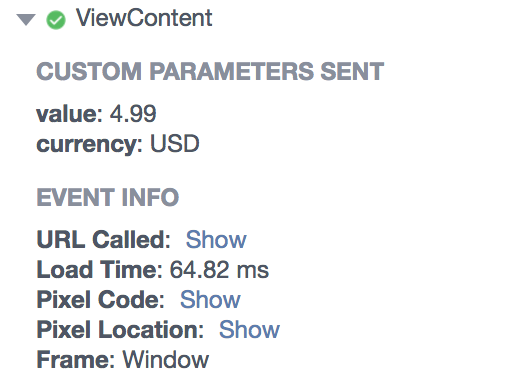 ViewContent
CUSTOM PARAMETERS SENT
value: 4.99
currency: USD
EVENT INFO
URL Called: Show
Load Time: 64.82 ms
Pixel Code: Show
Pixel Location: Show
Frame: Window